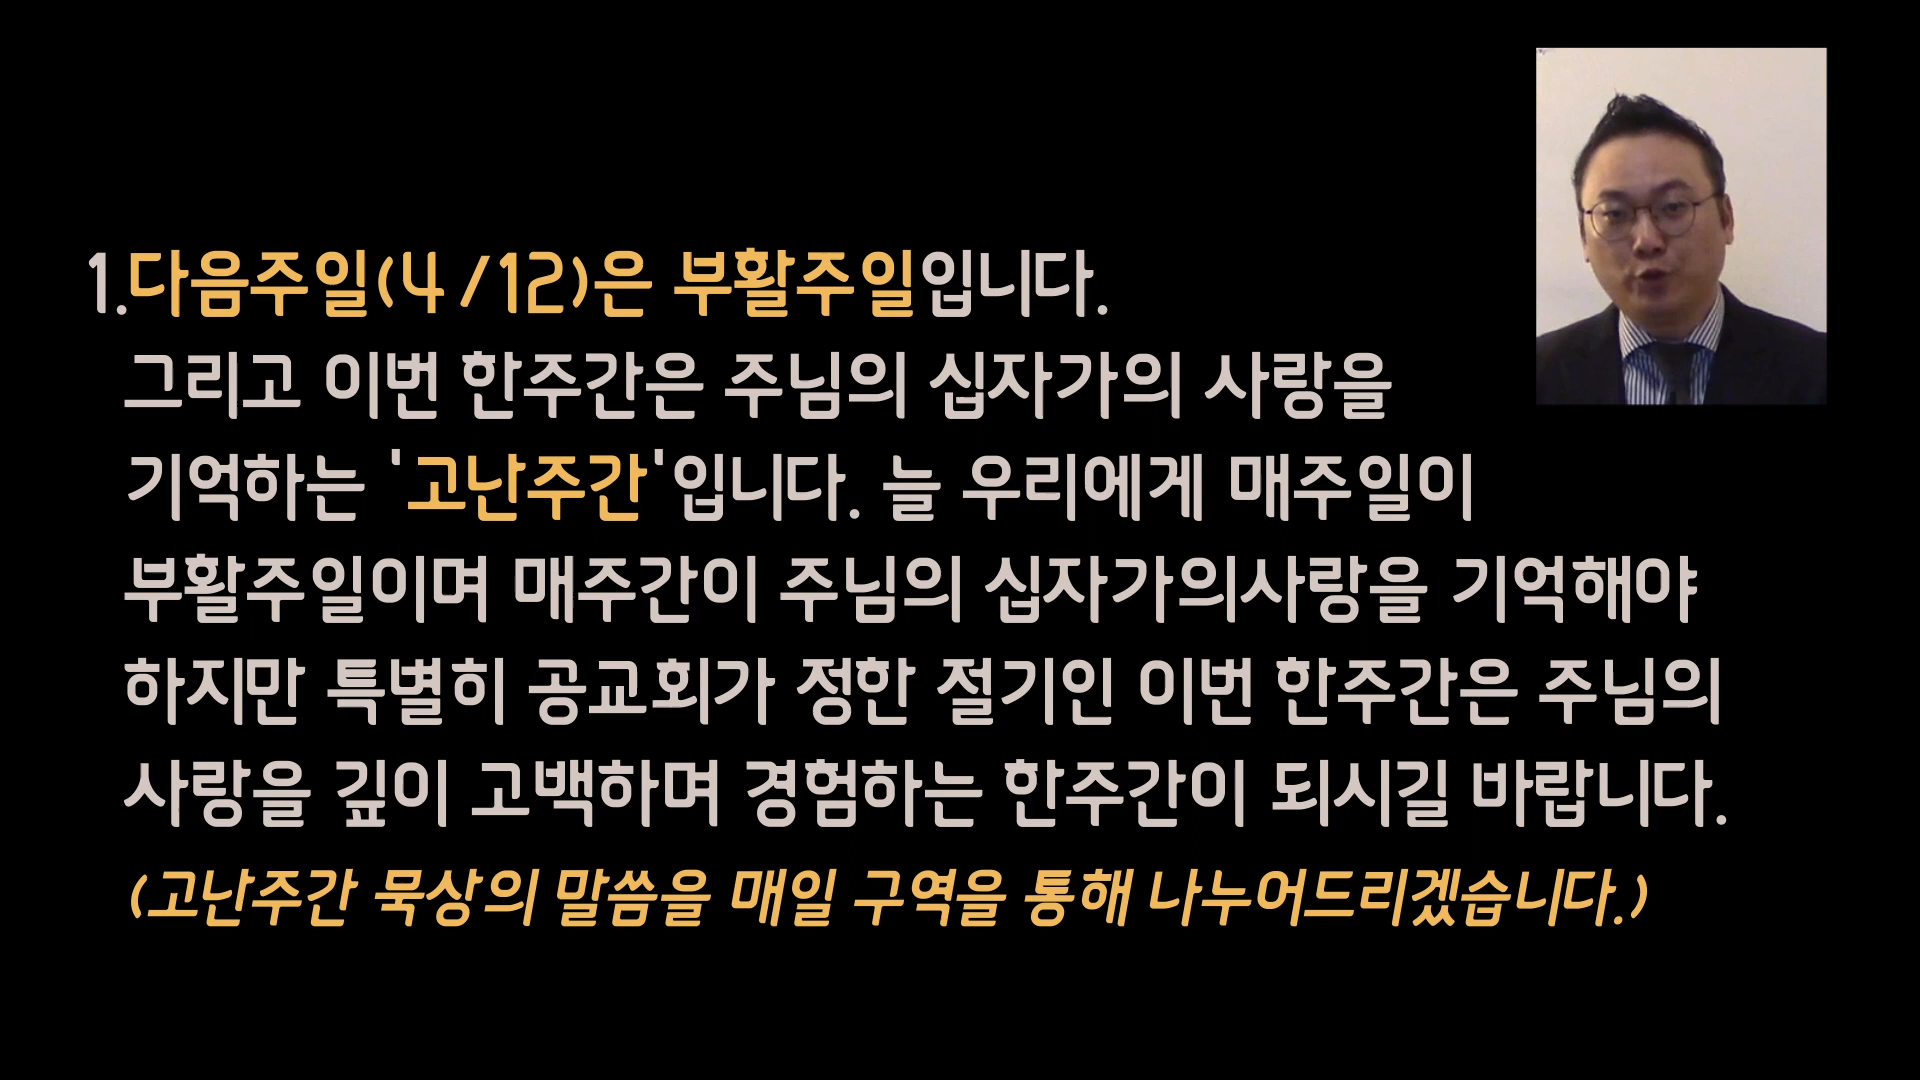 1.다음주일(4/12)은 부활주일입니다.
그리고 이번 한주간은 주님의 십자가의 사랑을
기억하는 '고난주간'입니다. 늘 우리에게 매주일이
부활주일이며 매주간이 주님의 십자가의사랑을 기억해야
하지만 특별히 공교회가 정한 절기인 이번 한주간은 주님의
사랑을 깊이 고백하며 경험하는 한주간이 되시길 바랍니다.
(고난주간 묵상의 말씀을 매일 구역을 통해 나누어드리겠습니다.)